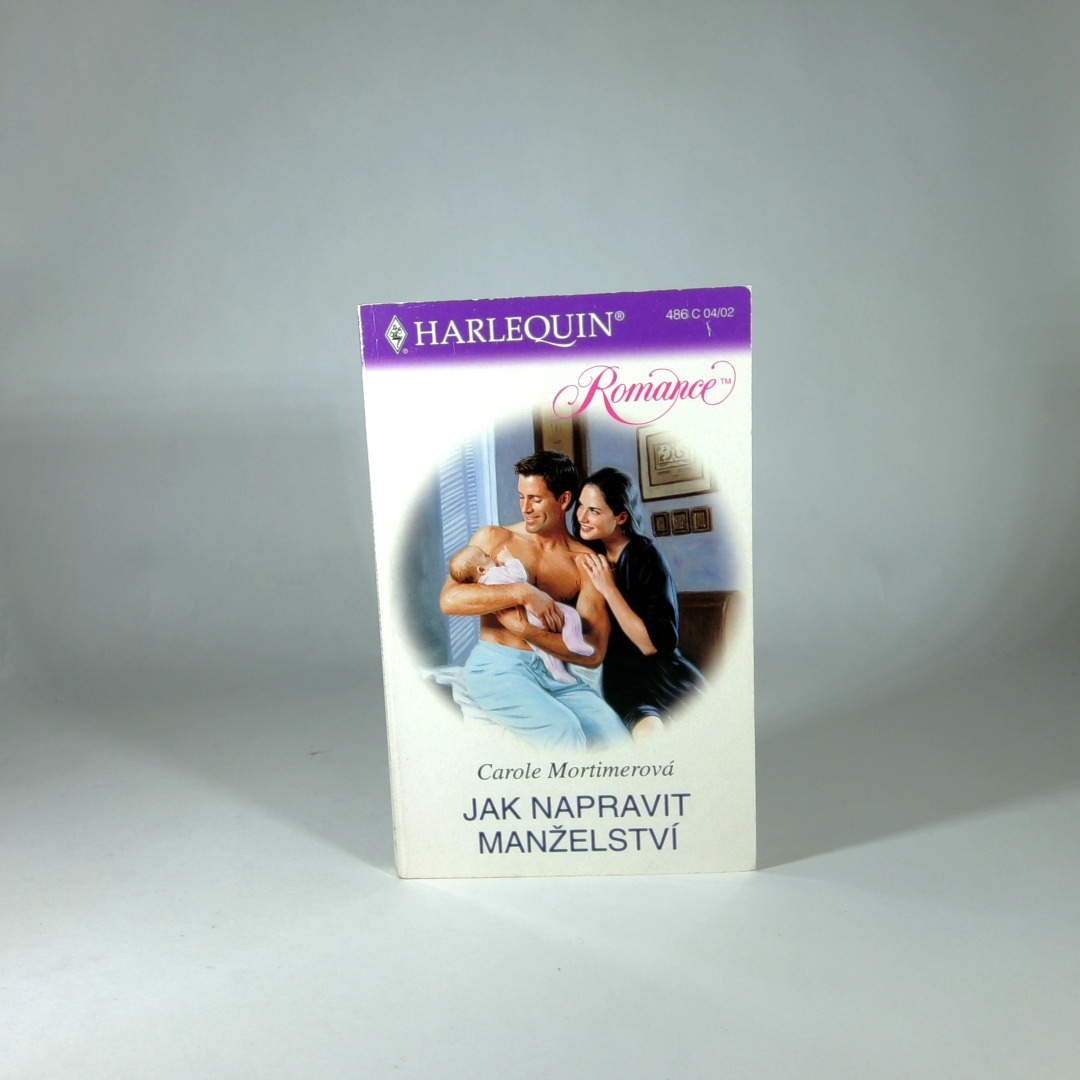 HARLEQUIN®
486 C 04/02
Romance™
Carole Mortimerová
JAK NAPRAVIT
MANŽELSTVÍ